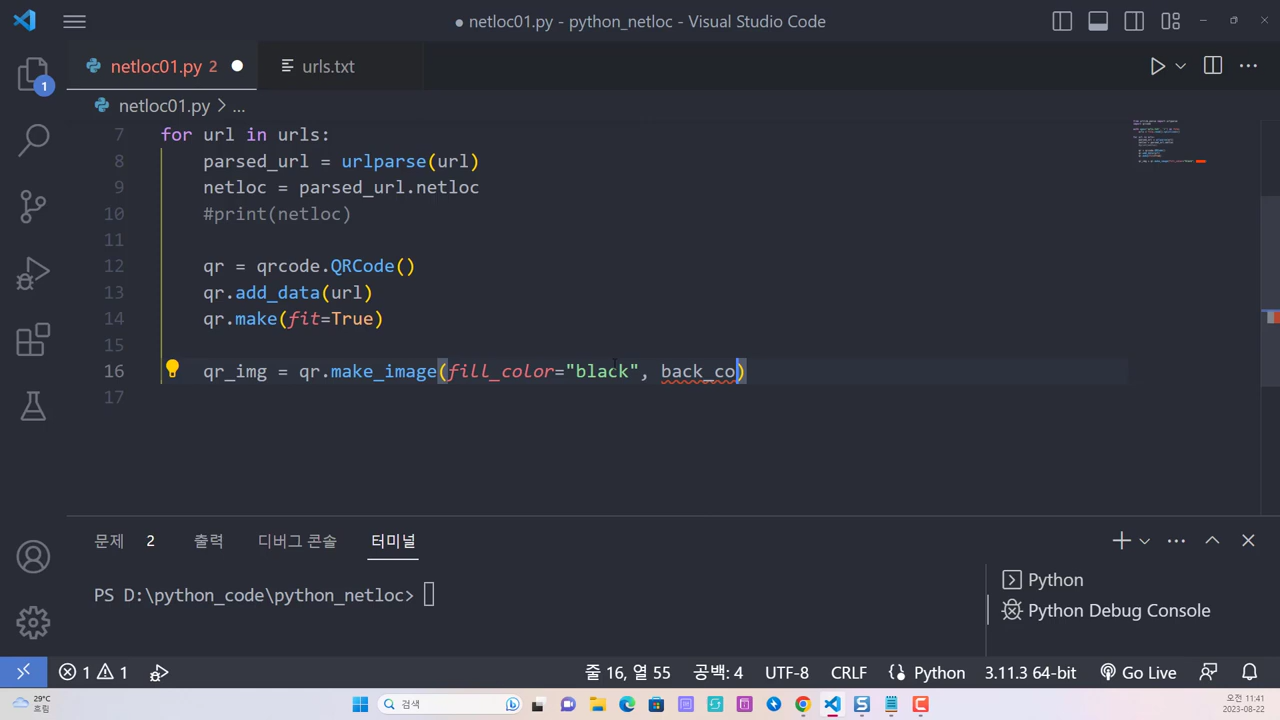 ● netloc01.py - python_netloc - Visual Studio Code
netloc01.py 2 ●
urls.txt
netloc01.py > ...
7 for url in urls:
8 parsed_url = urlparse(url)
9 netloc = parsed_url.netloc
10 #print(netloc)
11
12 qr = qrcode.QRCode()
13 qr.add_data(url)
14 qr.make(fit=True)
15
16 qr_img = qr.make_image(fill_color="black", back_co)
17
1
문제 2 출력 디버그 콘솔 터미널
PS D:\python_code\python_netloc>
Python
Python Debug Console
1 1 줄 16, 열 55 공백: 4 UTF-8 CRLF Python 3.11.3 64-bit Go Live
29°C
흐림
검색
오전 11:41
2023-08-22